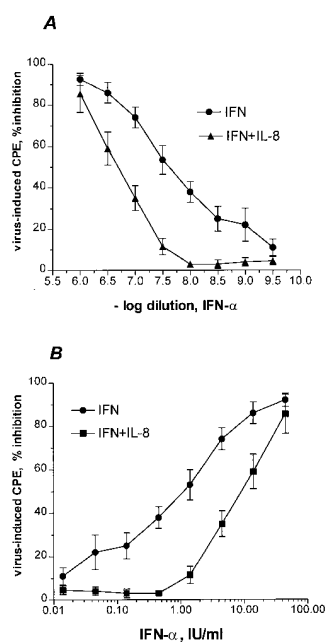 A
virus-induced CPE, % inhibition
100
80
60
40
20
0
IFN
IFN+IL-8
5.5 6.0 6.5 7.0 7.5 8.0 8.5 9.0 9.5 10.0
- log dilution, IFN-α
B
virus-induced CPE, % inhibition
100
80
60
40
20
0
IFN
IFN+IL-8
0.01 0.10 1.00 10.00 100.00
IFN-α, IU/ml